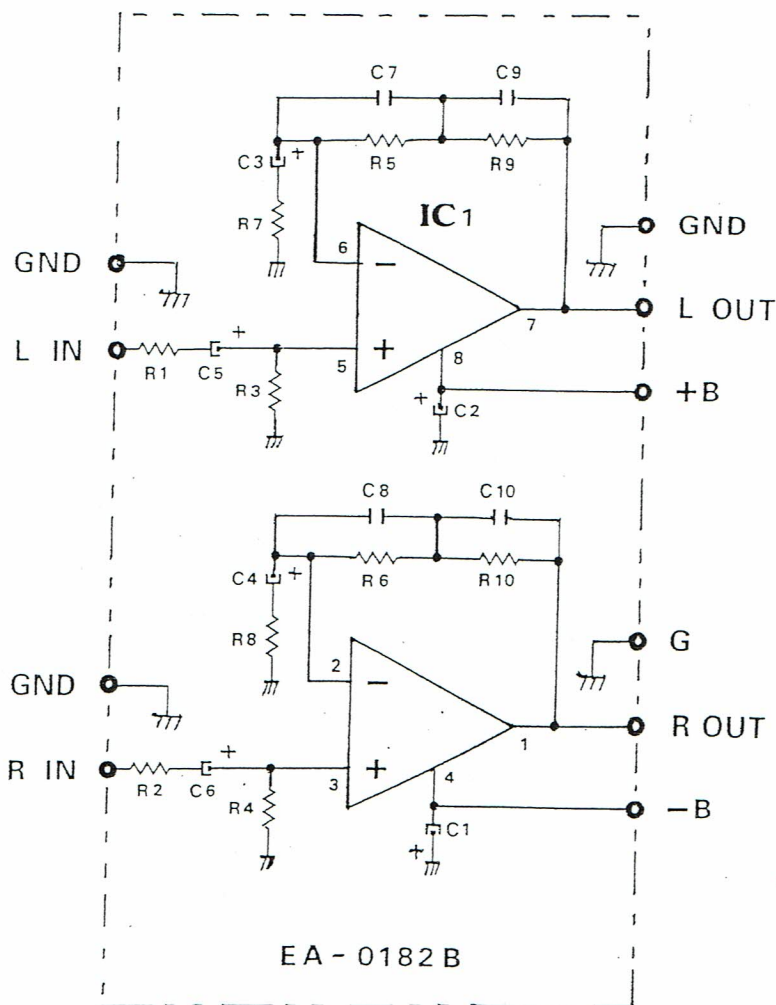 C7
C9
C3
+
R5
R9
R7
IC1
GND
6
−
GND
7
L OUT
L IN
R1
+
C5
R3
5
+
8
+
C2
+B
C8
C10
C4
+
R6
R10
R8
G
2
−
GND
1
R OUT
R IN
R2
+
C6
R4
3
+
4
C1
+
−B
EA-0182B